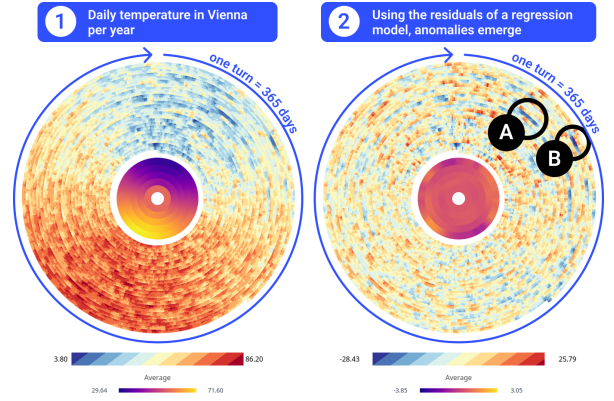 1
Daily temperature in Vienna
per year
one turn = 365 days
3.80
86.20
Average
29.64
71.60
2
Using the residuals of a regression
model, anomalies emerge
one turn = 365 days
A
B
-28.43
25.79
Average
-3.85
3.05